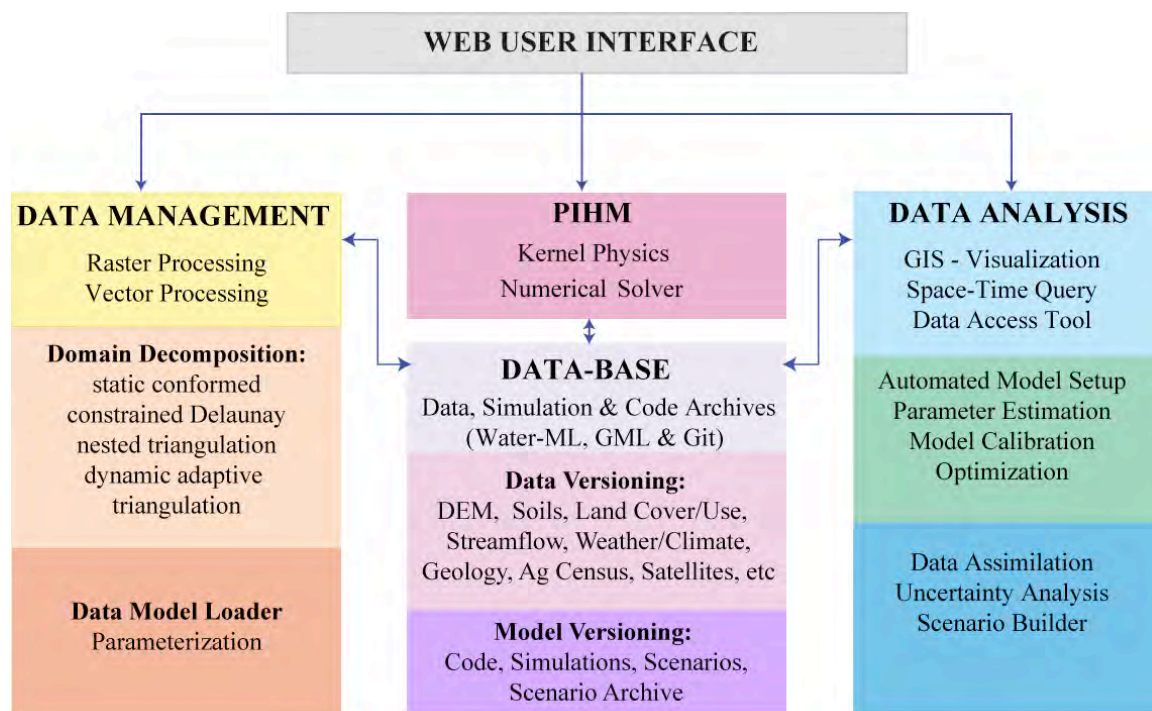 WEB USER INTERFACE
DATA MANAGEMENT
Raster Processing
Vector Processing
Domain Decomposition:
static conformed
constrained Delaunay
nested triangulation
dynamic adaptive
triangulation
Data Model Loader
Parameterization
PIHM
Kernel Physics
Numerical Solver
DATA-BASE
Data, Simulation & Code Archives
(Water-ML, GML & Git)
Data Versioning:
DEM, Soils, Land Cover/Use,
Streamflow, Weather/Climate,
Geology, Ag Census, Satellites, etc
Model Versioning:
Code, Simulations, Scenarios,
Scenario Archive
DATA ANALYSIS
GIS - Visualization
Space-Time Query
Data Access Tool
Automated Model Setup
Parameter Estimation
Model Calibration
Optimization
Data Assimilation
Uncertainty Analysis
Scenario Builder